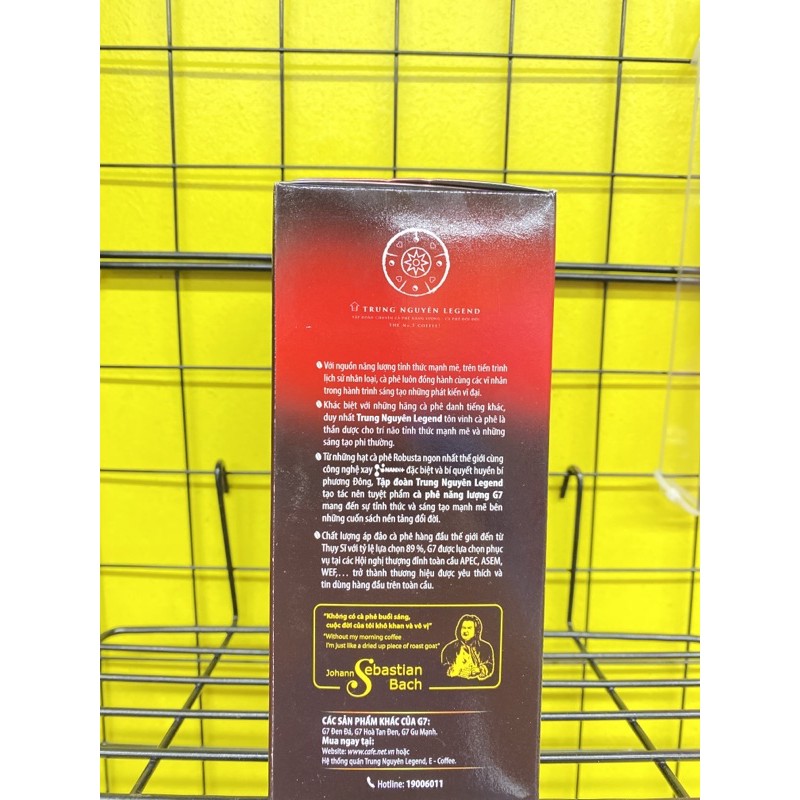 TRUNG NGUYÊN LEGEND
THE No.1 COFFEE
Với nguồn năng lượng tỉnh thức mạnh mẽ, trên tiến trình
lịch sử nhân loại, cà phê luôn đồng hành cùng các vĩ nhân
trong hành trình sáng tạo những phát kiến vĩ đại.
Khác biệt với những hãng cà phê danh tiếng khác,
duy nhất Trung Nguyên Legend tôn vinh cà phê là
thần dược cho trí não tỉnh thức mạnh mẽ và những
sáng tạo phi thường.
Từ những hạt cà phê Robusta ngon nhất thế giới cùng
công nghệ xay NANO đặc biệt và bí quyết huyền bí
phương Đông, Tập đoàn Trung Nguyên Legend
tạo tác nên tuyệt phẩm cà phê năng lượng G7
mang đến sự tỉnh thức và sáng tạo mạnh mẽ bên
những cuốn sách nền tảng đổi đời.
Chất lượng áp đảo cà phê hàng đầu thế giới đến từ
Thụy Sĩ với tỷ lệ lựa chọn 89 %, G7 được lựa chọn phục
vụ tại các Hội nghị thượng đỉnh toàn cầu APEC, ASEM,
WEF,... trở thành thương hiệu được yêu thích và
tin dùng hàng đầu trên toàn cầu.
"Không có cà phê buổi sáng,
cuộc đời của tôi khô khan và vô vị"
"Without my morning coffee
I'm just like a dried up piece of roast goat"
Johann Sebastian
Bach
CÁC SẢN PHẨM KHÁC CỦA G7:
G7 Đen Đá, G7 Hoà Tan Đen, G7 Gu Mạnh.
Mua ngay tại:
Website: www.cafe.net.vn hoặc
Hệ thống quán Trung Nguyên Legend, E - Coffee.
Hotline: 19006011